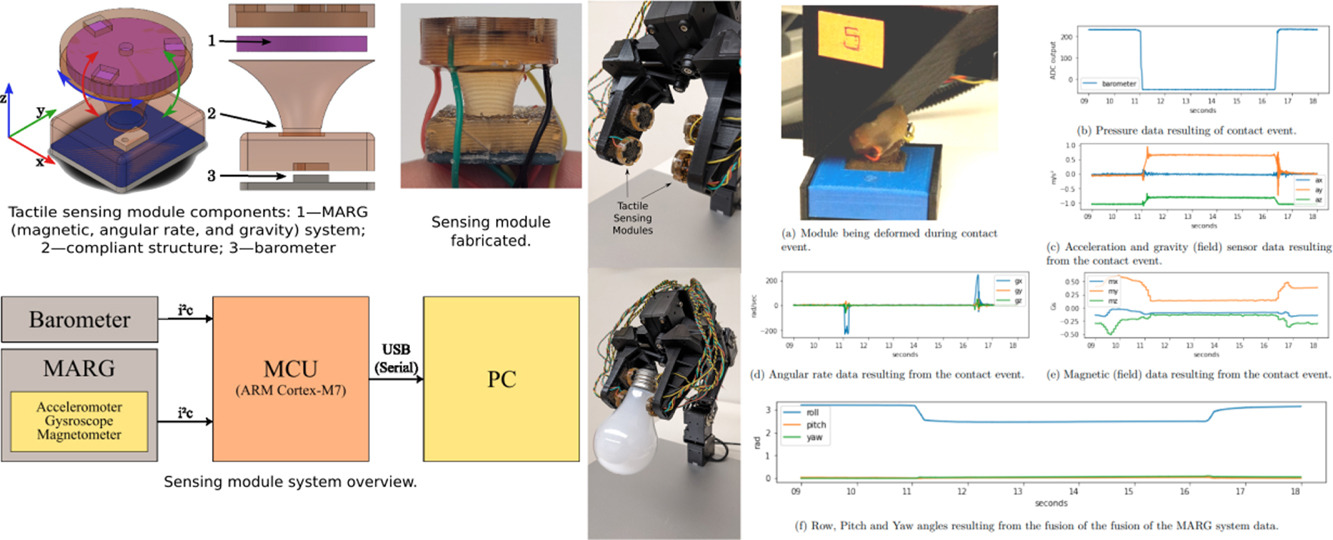 1
2
3
z
y
x
Tactile sensing module components: 1—MARG
(magnetic, angular rate, and gravity) system;
2—compliant structure; 3—barometer
Sensing module
fabricated.
Barometer
i²c
MARG
Accelerometer
Gysroscope
Magnetometer
i²c
MCU
(ARM Cortex-M7)
USB
(Serial)
PC
Sensing module system overview.
Tactile
Sensing
Modules
5
(a) Module being deformed during contact
event.
ADC output
200
100
0
barometer
09 10 11 12 13 14 15 16 17 18
seconds
(b) Pressure data resulting of contact event.
m/s²
1.0
0.5
0.0
−0.5
−1.0
ax
ay
az
09 10 11 12 13 14 15 16 17 18
seconds
(c) Acceleration and gravity (field) sensor data resulting
from the contact event.
rad/sec
200
0
−200
gx
gy
gz
09 10 11 12 13 14 15 16 17 18
seconds
(d) Angular rate data resulting from the contact event.
Gs
0.50
0.25
0.00
−0.25
−0.50
mx
my
mz
09 10 11 12 13 14 15 16 17 18
seconds
(e) Magnetic (field) data resulting from the contact event.
rad
3
2
1
0
roll
pitch
yaw
09 10 11 12 13 14 15 16 17 18
seconds
(f) Row, Pitch and Yaw angles resulting from the fusion of the fusion of the MARG system data.